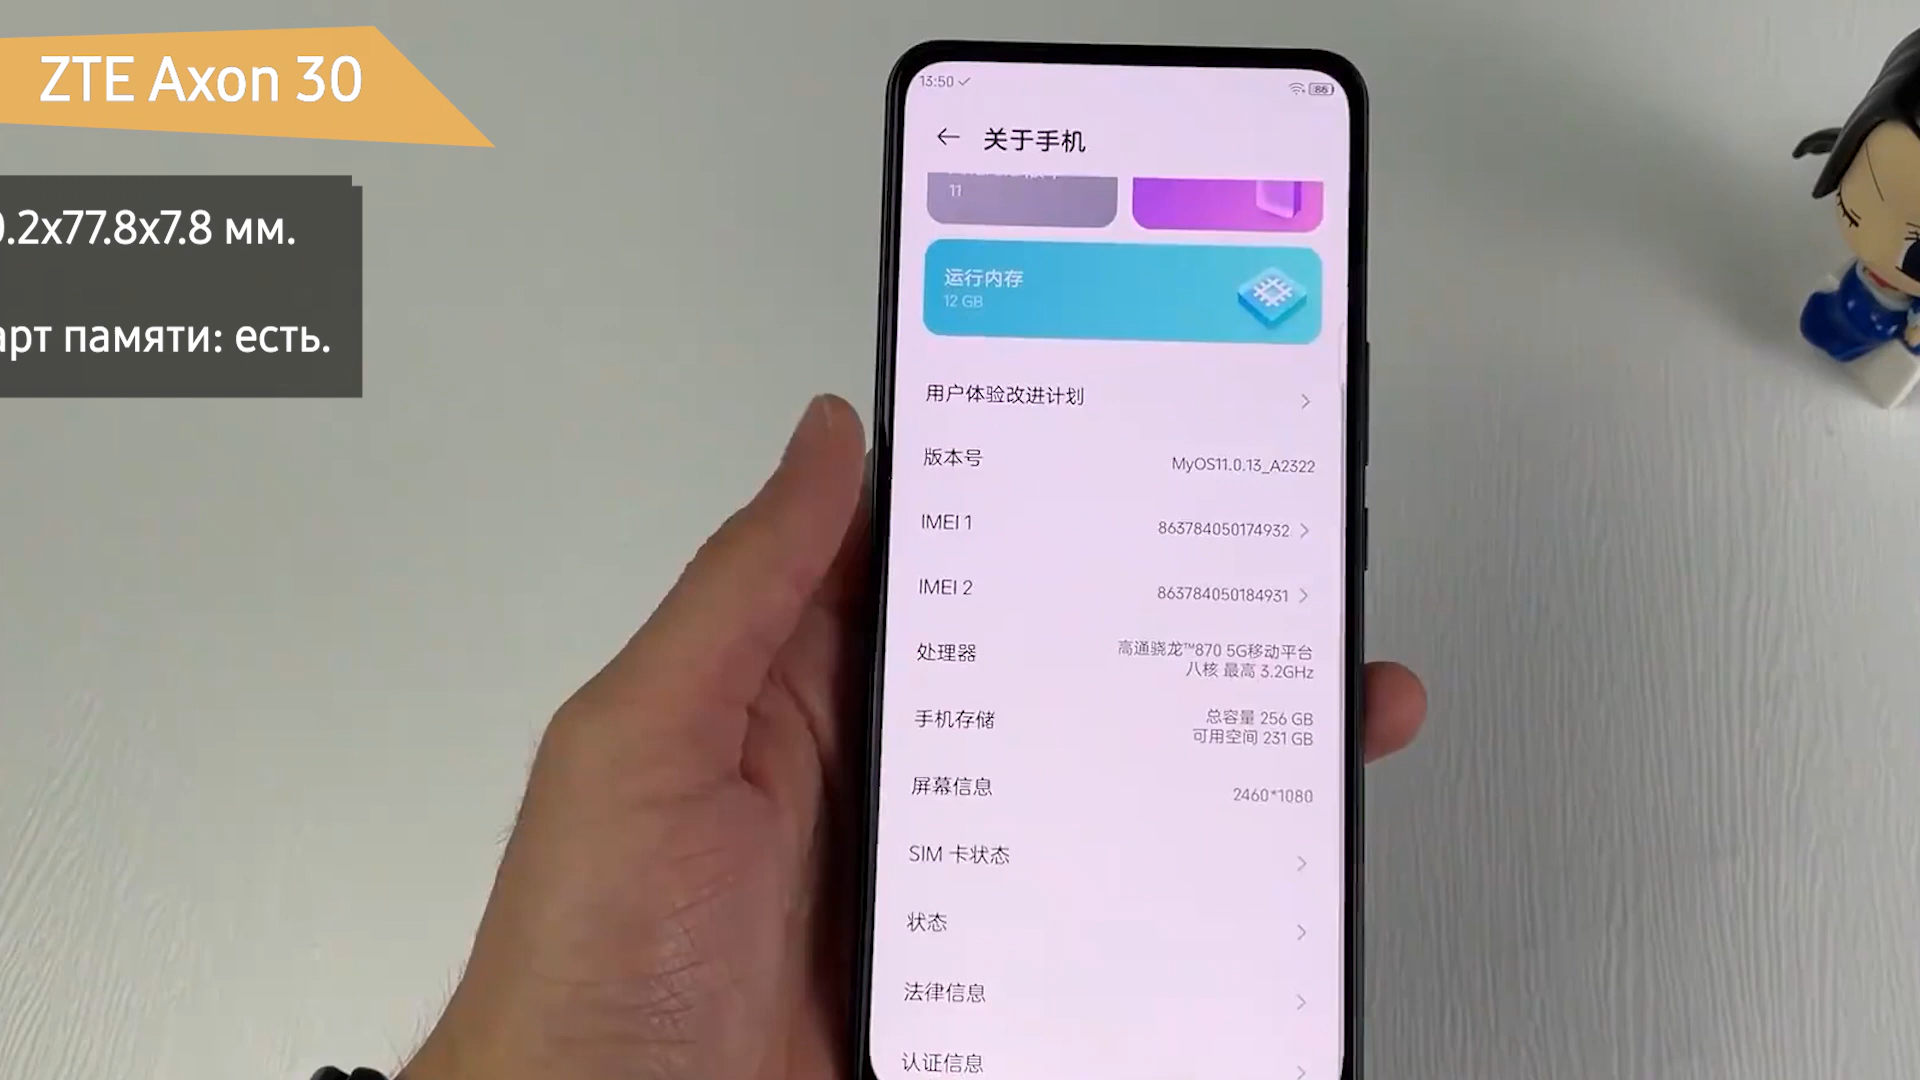 ZTE Axon 30
.2x77.8x7.8 мм.
арт памяти: есть.
13:50
86
关于手机
11
运行内存
12 GB
用户体验改进计划
版本号
MyOS11.0.13_A2322
IMEI 1
863784050174932
IMEI 2
863784050184931
处理器
高通骁龙™870 5G移动平台
八核 最高 3.2GHz
手机存储
总容量 256 GB
可用空间 231 GB
屏幕信息
2460*1080
SIM 卡状态
状态
法律信息
认证信息